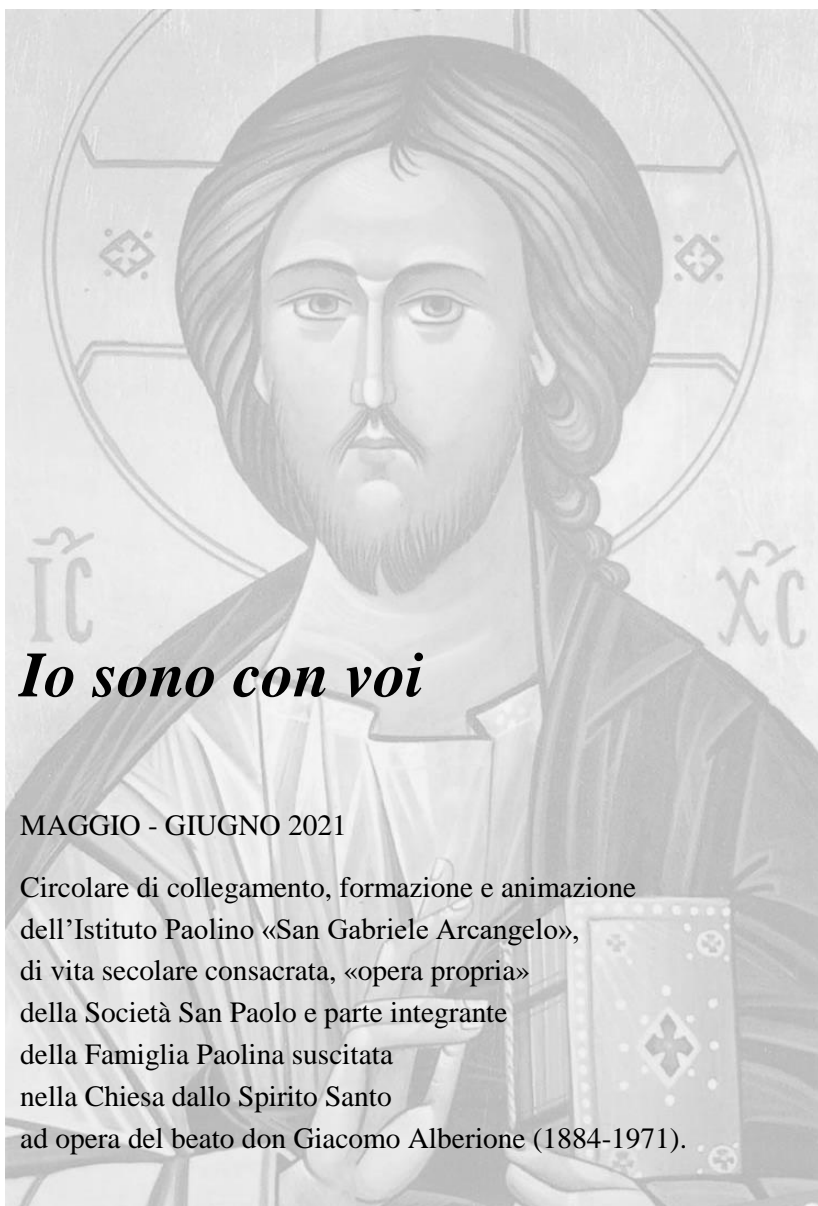 IC
XC
Io sono con voi
MAGGIO - GIUGNO 2021
Circolare di collegamento, formazione e animazione
dell’Istituto Paolino «San Gabriele Arcangelo»,
di vita secolare consacrata, «opera propria»
della Società San Paolo e parte integrante
della Famiglia Paolina suscitata
nella Chiesa dallo Spirito Santo
ad opera del beato don Giacomo Alberione (1884-1971).